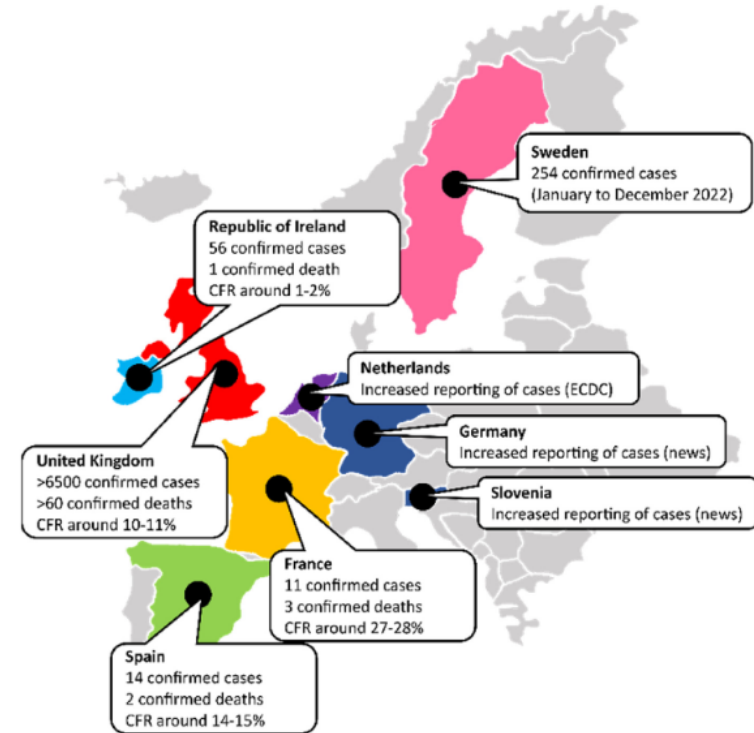 Sweden
254 confirmed cases
(January to December 2022)
Republic of Ireland
56 confirmed cases
1 confirmed death
CFR around 1-2%
Netherlands
Increased reporting of cases (ECDC)
Germany
Increased reporting of cases (news)
United Kingdom
>6500 confirmed cases
>60 confirmed deaths
CFR around 10-11%
Slovenia
Increased reporting of cases (news)
France
11 confirmed cases
3 confirmed deaths
CFR around 27-28%
Spain
14 confirmed cases
2 confirmed deaths
CFR around 14-15%